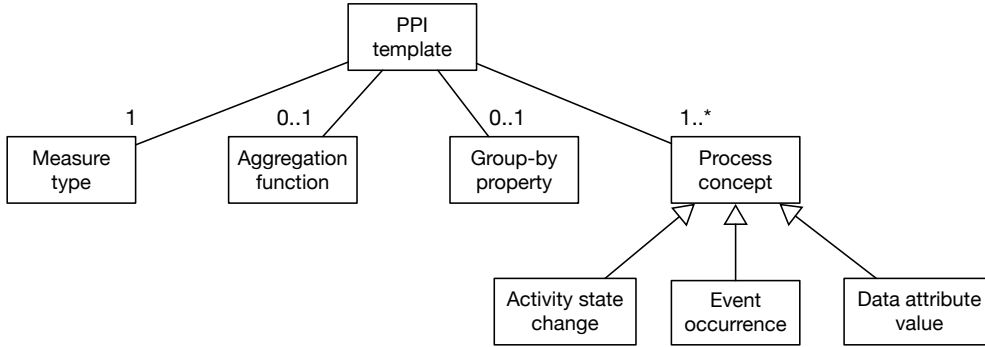 PPI
template
1
0..1
0..1
1..*
Measure
type
Aggregation
function
Group-by
property
Process
concept
Activity state
change
Event
occurrence
Data attribute
value